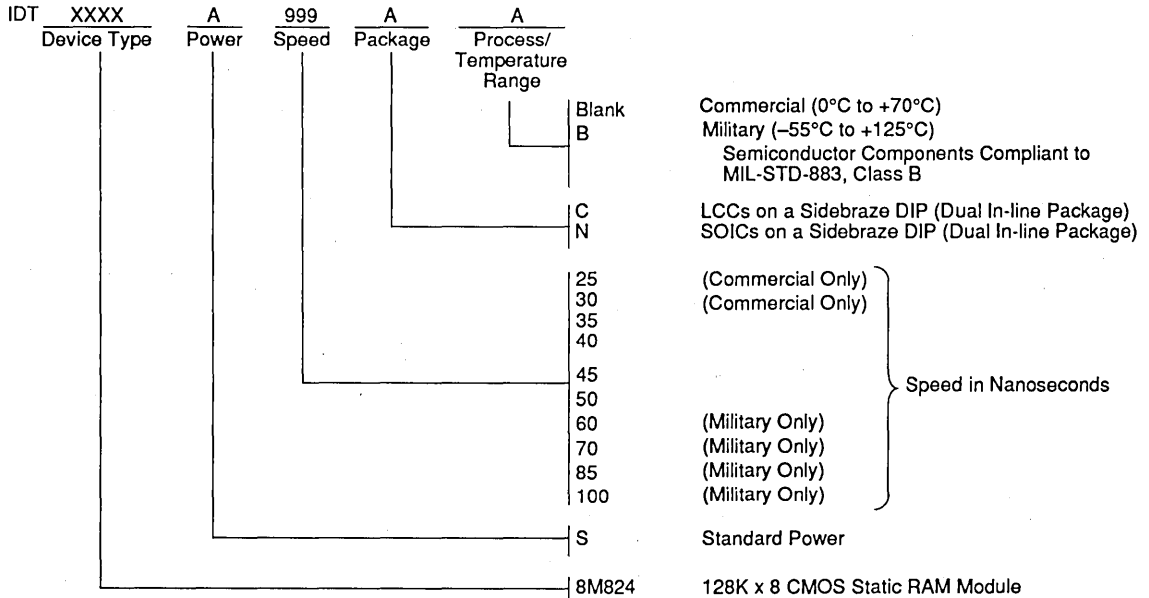 IDT XXXX A 999 A A
Device Type Power Speed Package Process/
Temperature
Range
Blank Commercial (0°C to +70°C)
B Military (–55°C to +125°C)
Semiconductor Components Compliant to
MIL-STD-883, Class B
C LCCs on a Sidebraze DIP (Dual In-line Package)
N SOICs on a Sidebraze DIP (Dual In-line Package)
25 (Commercial Only)
30 (Commercial Only)
35
40
45
Speed in Nanoseconds
50
60 (Military Only)
70 (Military Only)
85 (Military Only)
100 (Military Only)
S Standard Power
8M824 128K x 8 CMOS Static RAM Module